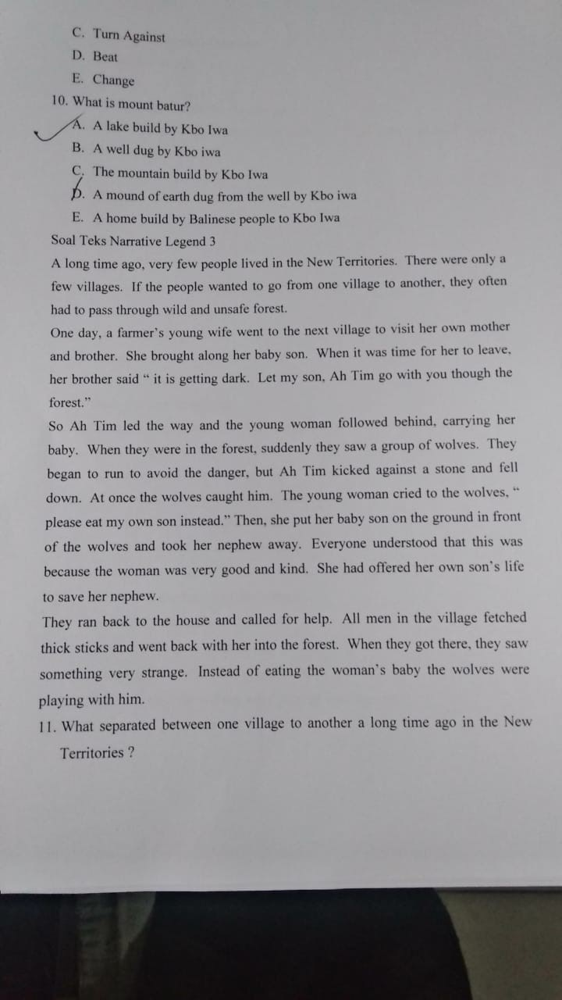 C. Turn Against
D. Beat
E. Change
10. What is mount batur?
A. A lake build by Kbo Iwa
B. A well dug by Kbo iwa
C. The mountain build by Kbo Iwa
D. A mound of earth dug from the well by Kbo iwa
E. A home build by Balinese people to Kbo Iwa
Soal Teks Narrative Legend 3
A long time ago, very few people lived in the New Territories. There were only a
few villages. If the people wanted to go from one village to another, they often
had to pass through wild and unsafe forest.
One day, a farmer's young wife went to the next village to visit her own mother
and brother. She brought along her baby son. When it was time for her to leave,
her brother said “ it is getting dark. Let my son, Ah Tim go with you though the
forest.”
So Ah Tim led the way and the young woman followed behind, carrying her
baby. When they were in the forest, suddenly they saw a group of wolves. They
began to run to avoid the danger, but Ah Tim kicked against a stone and fell
down. At once the wolves caught him. The young woman cried to the wolves, “
please eat my own son instead.” Then, she put her baby son on the ground in front
of the wolves and took her nephew away. Everyone understood that this was
because the woman was very good and kind. She had offered her own son's life
to save her nephew.
They ran back to the house and called for help. All men in the village fetched
thick sticks and went back with her into the forest. When they got there, they saw
something very strange. Instead of eating the woman's baby the wolves were
playing with him.
11. What separated between one village to another a long time ago in the New
Territories ?